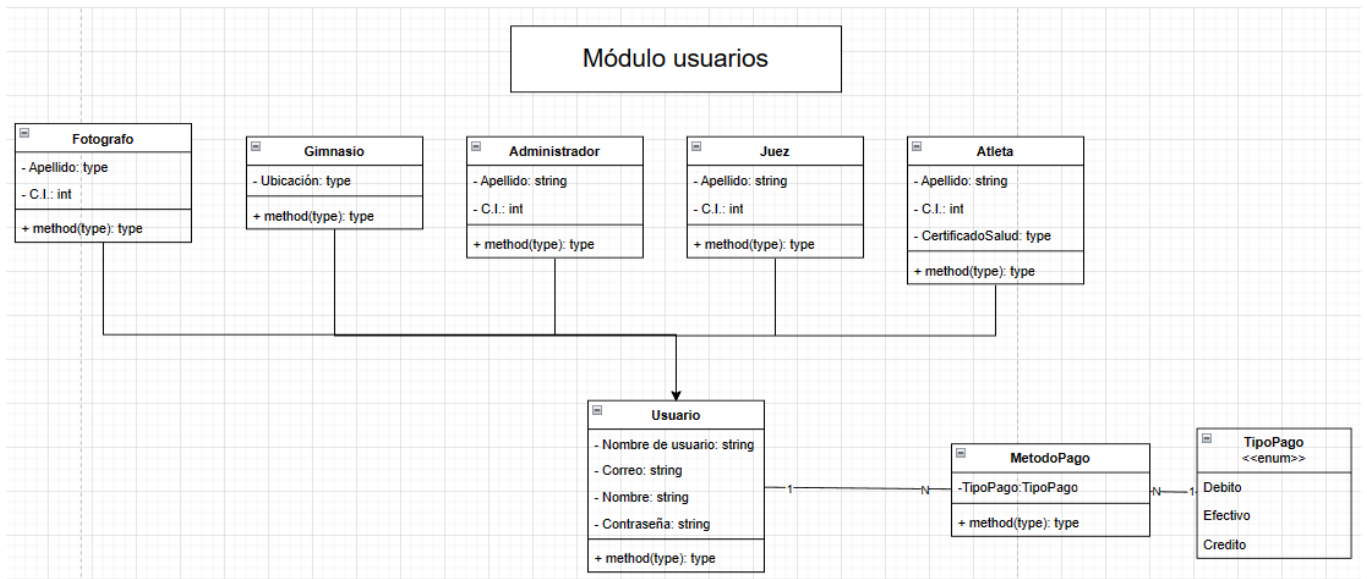 Módulo usuarios
Fotografo
- Apellido: type
- C.I.: int
+ method(type): type
Gimnasio
- Ubicación: type
+ method(type): type
Administrador
- Apellido: string
- C.I.: int
+ method(type): type
Juez
- Apellido: string
- C.I.: int
+ method(type): type
Atleta
- Apellido: string
- C.I.: int
- CertificadoSalud: type
+ method(type): type
Usuario
- Nombre de usuario: string
- Correo: string
- Nombre: string
- Contraseña: string
+ method(type): type
1
N
MetodoPago
-TipoPago:TipoPago
+ method(type): type
N
1
TipoPago
<<enum>>
Debito
Efectivo
Credito